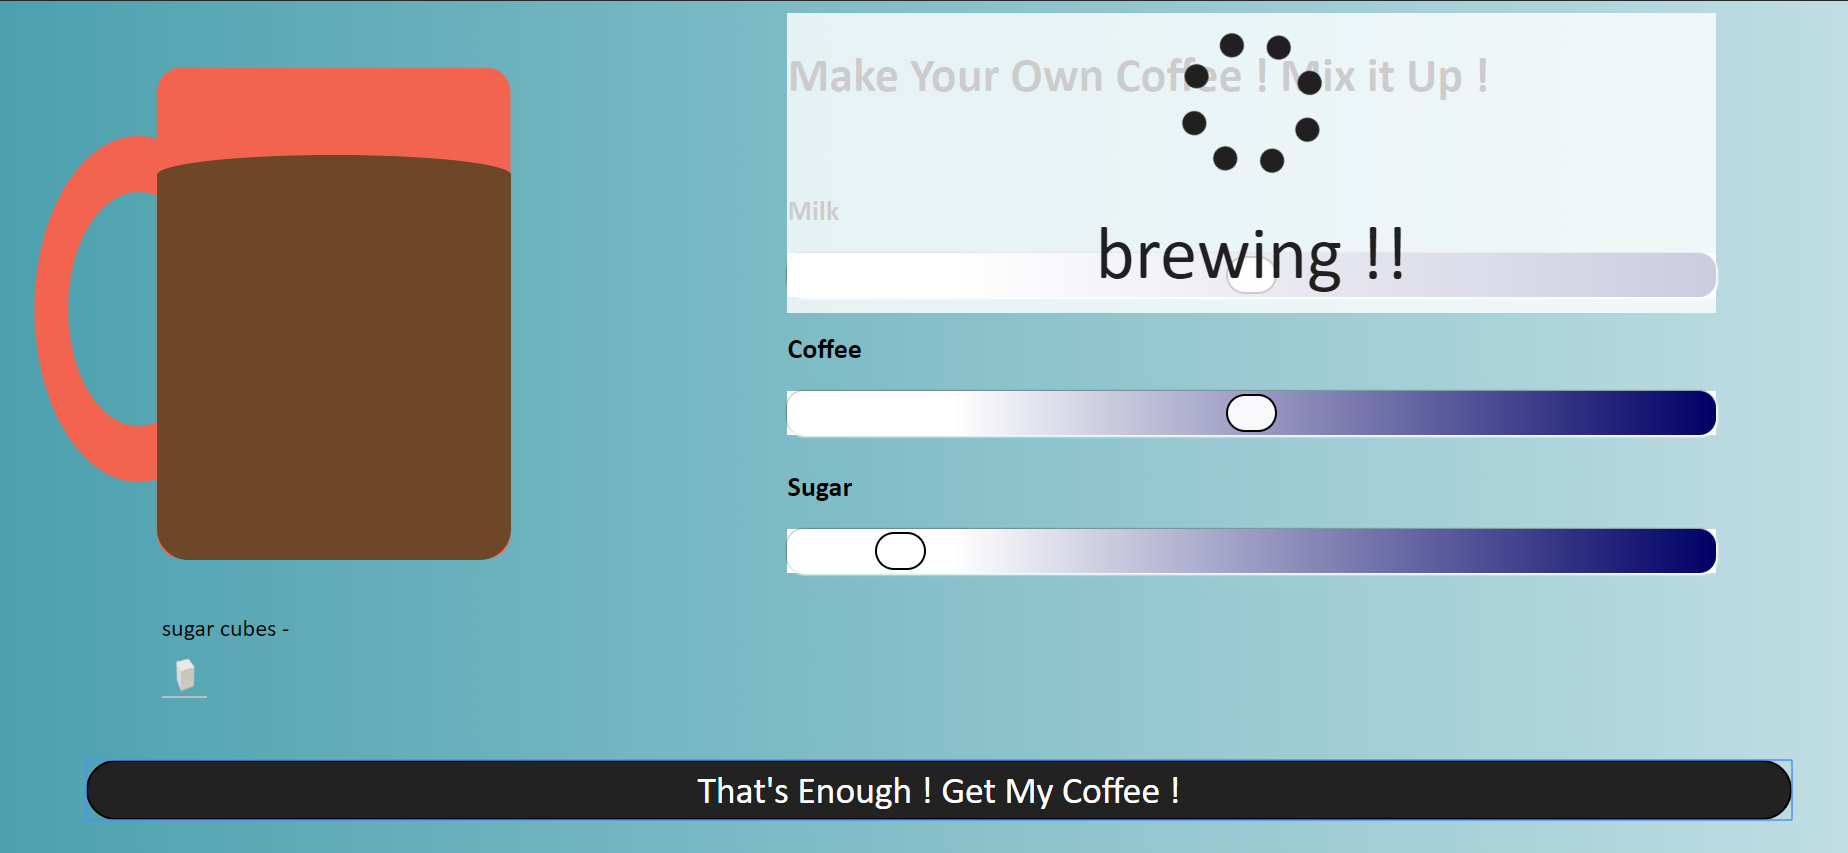 Make Your Own Coffee ! Mix it Up !
Milk
brewing !!
Coffee
Sugar
sugar cubes -
That's Enough ! Get My Coffee !